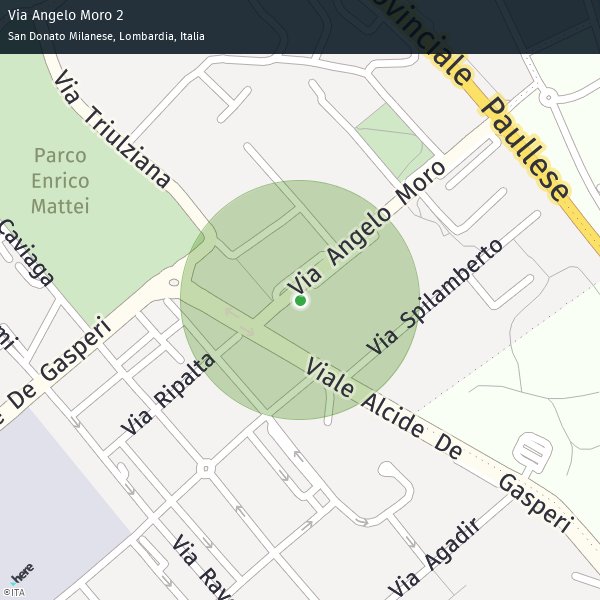 Via Angelo Moro 2
San Donato Milanese, Lombardia, Italia
Paullese
Via Triulziana
Parco
Enrico
Mattei
Via Angelo Moro
Caviaga
Via Spilamberto
De Gasperi
Via Ripalta
Viale Alcide De Gasperi
Via Agadir
here
©ITA